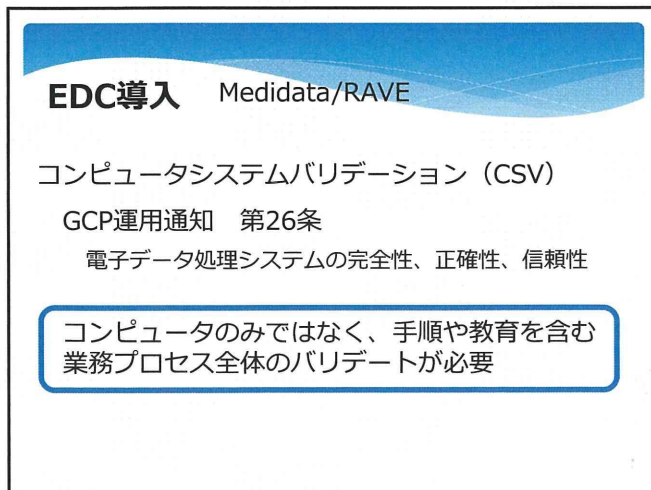 EDC導入 Medidata/RAVE
コンピュータシステムバリデーション（CSV）
GCP運用通知 第26条
電子データ処理システムの完全性、正確性、信頼性
コンピュータのみではなく、手順や教育を含む
業務プロセス全体のバリデートが必要